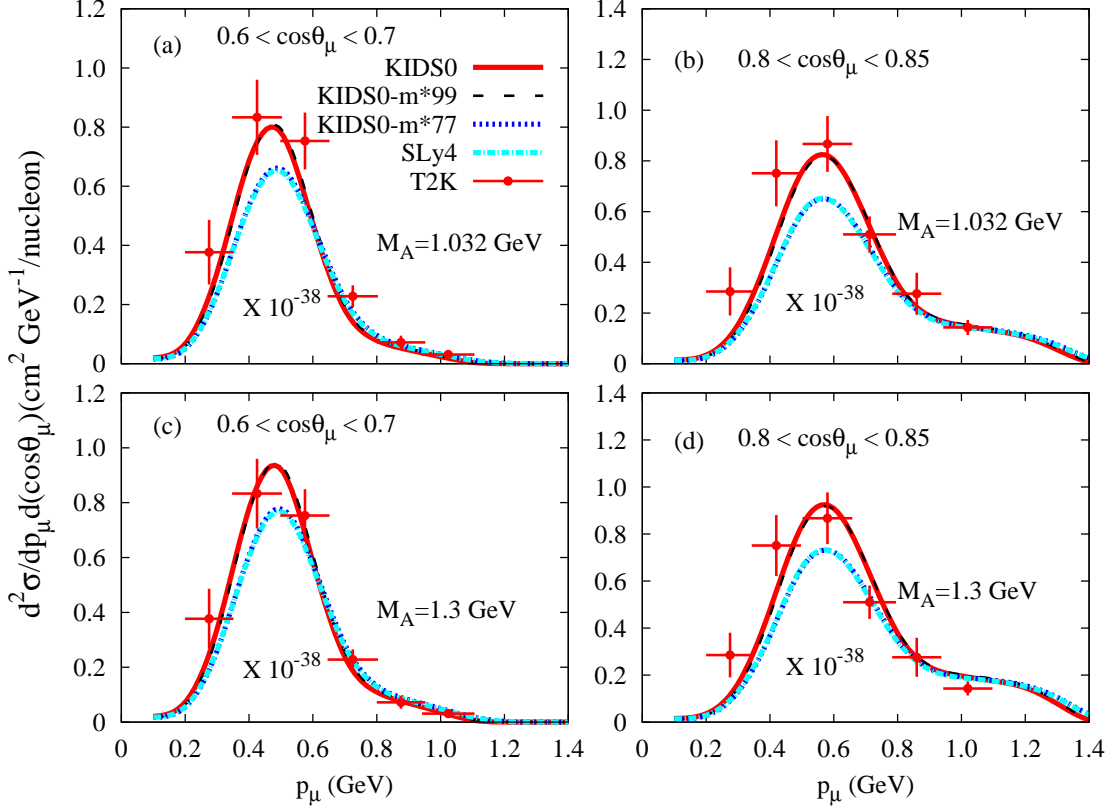 d²σ/dp_μd(cosθ_μ)(cm² GeV⁻¹/nucleon)
1.2
1.0
0.8
0.6
0.4
0.2
0
(a)
0.6 < cosθ_μ < 0.7
KIDS0
KIDS0-m*99
KIDS0-m*77
SLy4
T2K
M_A=1.032 GeV
X 10⁻³⁸
1.4
1.2
1.0
0.8
0.6
0.4
0.2
0.0
(b)
0.8 < cosθ_μ < 0.85
M_A=1.032 GeV
X 10⁻³⁸
1.2
1.0
0.8
0.6
0.4
0.2
0
(c)
0.6 < cosθ_μ < 0.7
M_A=1.3 GeV
X 10⁻³⁸
0 0.2 0.4 0.6 0.8 1.0 1.2 1.4
p_μ (GeV)
1.4
1.2
1.0
0.8
0.6
0.4
0.2
0.0
(d)
0.8 < cosθ_μ < 0.85
M_A=1.3 GeV
X 10⁻³⁸
0 0.2 0.4 0.6 0.8 1.0 1.2 1.4
p_μ (GeV)